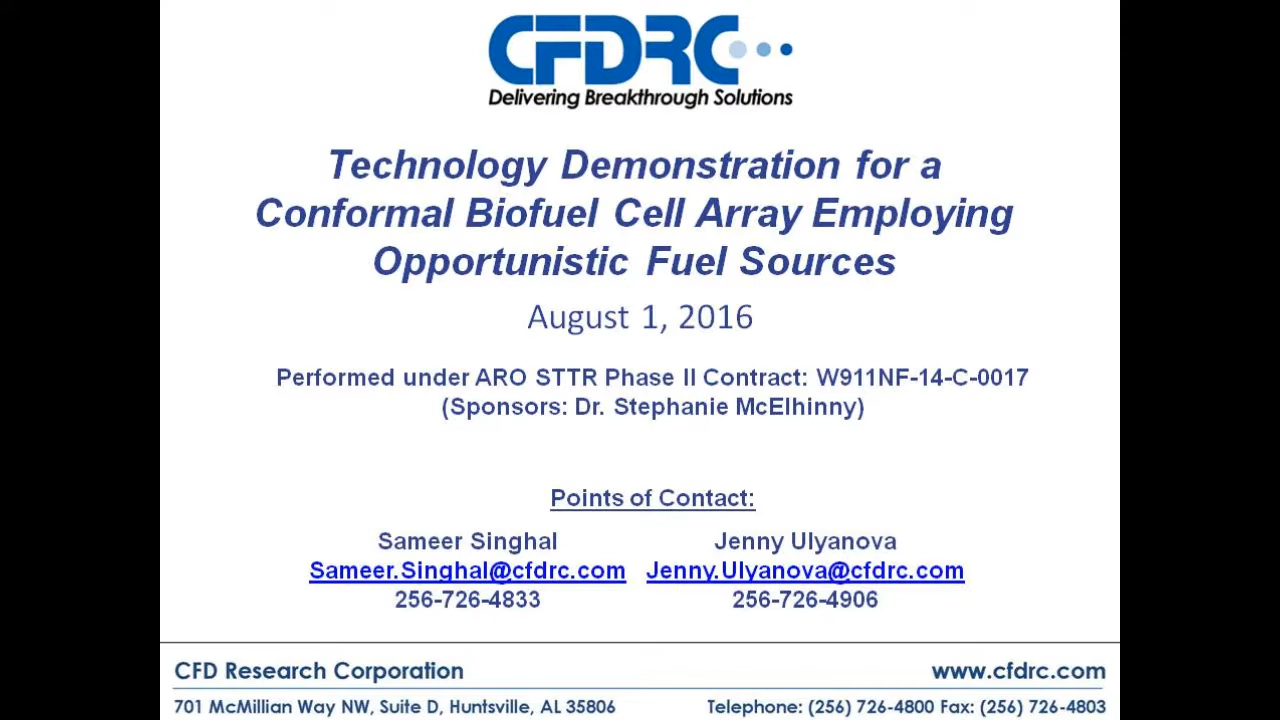 CFDRC
Delivering Breakthrough Solutions
Technology Demonstration for a
Conformal Biofuel Cell Array Employing
Opportunistic Fuel Sources
August 1, 2016
Performed under ARO STTR Phase II Contract: W911NF-14-C-0017
(Sponsors: Dr. Stephanie McElhinny)
Points of Contact:
Sameer Singhal Jenny Ulyanova
Sameer.Singhal@cfdrc.com Jenny.Ulyanova@cfdrc.com
256-726-4833 256-726-4906
CFD Research Corporation www.cfdrc.com
701 McMillian Way NW, Suite D, Huntsville, AL 35806 Telephone: (256) 726-4800 Fax: (256) 726-4803